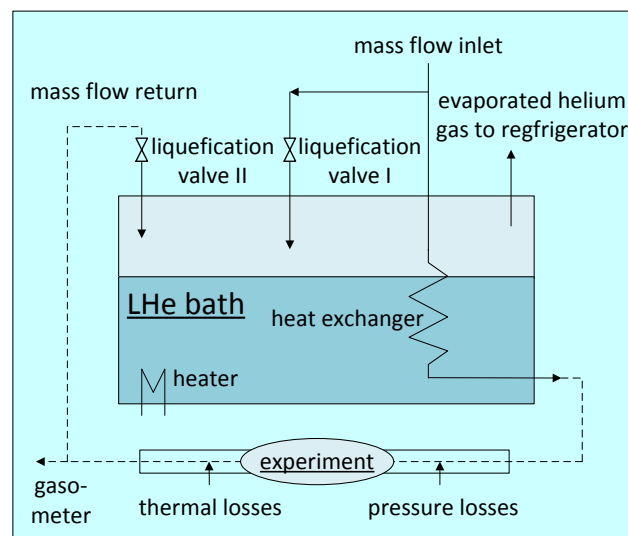 mass flow inlet
mass flow return
evaporated helium
gas to regfrigerator
liquefication
valve II
liquefication
valve I
LHe bath
heat exchanger
heater
experiment
gaso-
meter
thermal losses
pressure losses